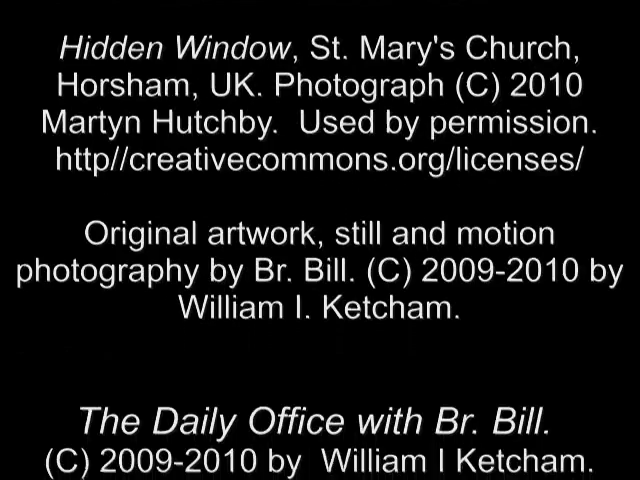 Hidden Window, St. Mary's Church,
Horsham, UK. Photograph (C) 2010
Martyn Hutchby.  Used by permission.
http//creativecommons.org/licenses/
Original artwork, still and motion
photography by Br. Bill. (C) 2009-2010 by
William I. Ketcham.
The Daily Office with Br. Bill.
(C) 2009-2010 by  William I Ketcham.